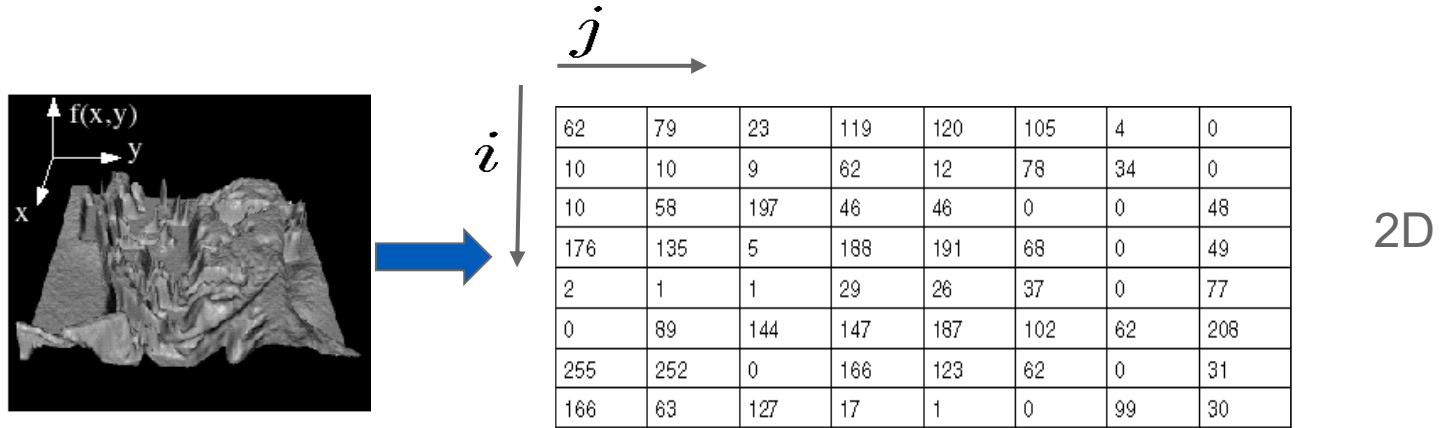 j
f(x,y)
y
x
i
62 79 23 119 120 105 4 0
10 10 9 62 12 78 34 0
10 58 197 46 46 0 0 48
176 135 5 188 191 68 0 49
2 1 1 29 26 37 0 77
0 89 144 147 187 102 62 208
255 252 0 166 123 62 0 31
166 63 127 17 1 0 99 30
2D